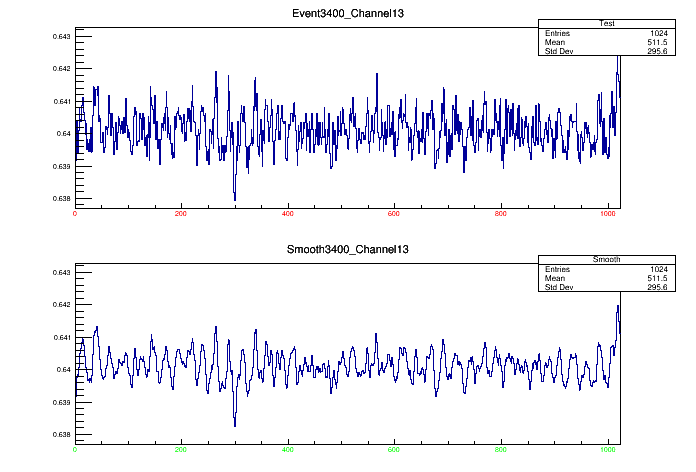 Event3400_Channel13
Test
Entries 1024
Mean 511.5
Std Dev 295.6
0.643
0.642
0.641
0.64
0.639
0.638
0 200 400 600 800 1000
Smooth3400_Channel13
Smooth
Entries 1024
Mean 511.5
Std Dev 295.6
0.643
0.642
0.641
0.64
0.639
0.638
0 200 400 600 800 1000